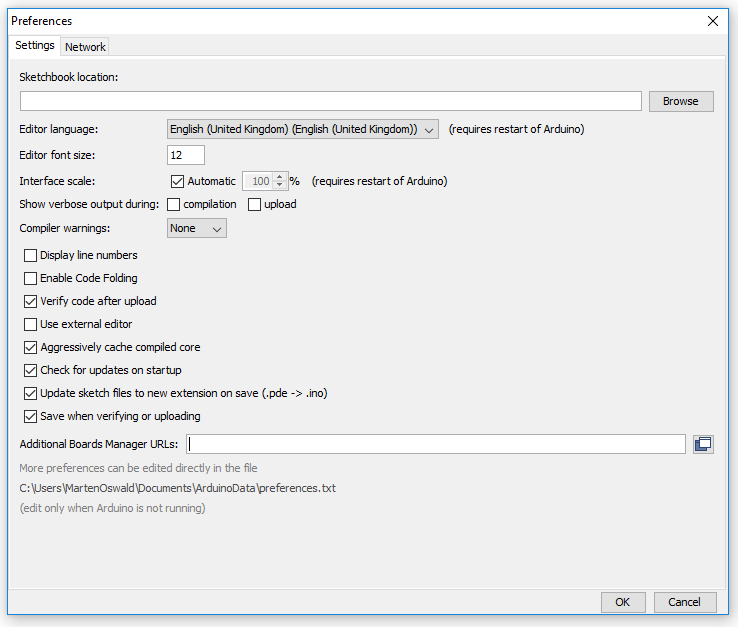 Preferences
Settings Network
Sketchbook location:
Browse
Editor language: English (United Kingdom) (English (United Kingdom)) (requires restart of Arduino)
Editor font size: 12
Interface scale: Automatic 100 % (requires restart of Arduino)
Show verbose output during: compilation upload
Compiler warnings: None
Display line numbers
Enable Code Folding
Verify code after upload
Use external editor
Aggressively cache compiled core
Check for updates on startup
Update sketch files to new extension on save (.pde -> .ino)
Save when verifying or uploading
Additional Boards Manager URLs:
More preferences can be edited directly in the file
C:\Users\MartenOswald\Documents\ArduinoData\preferences.txt
(edit only when Arduino is not running)
OK Cancel